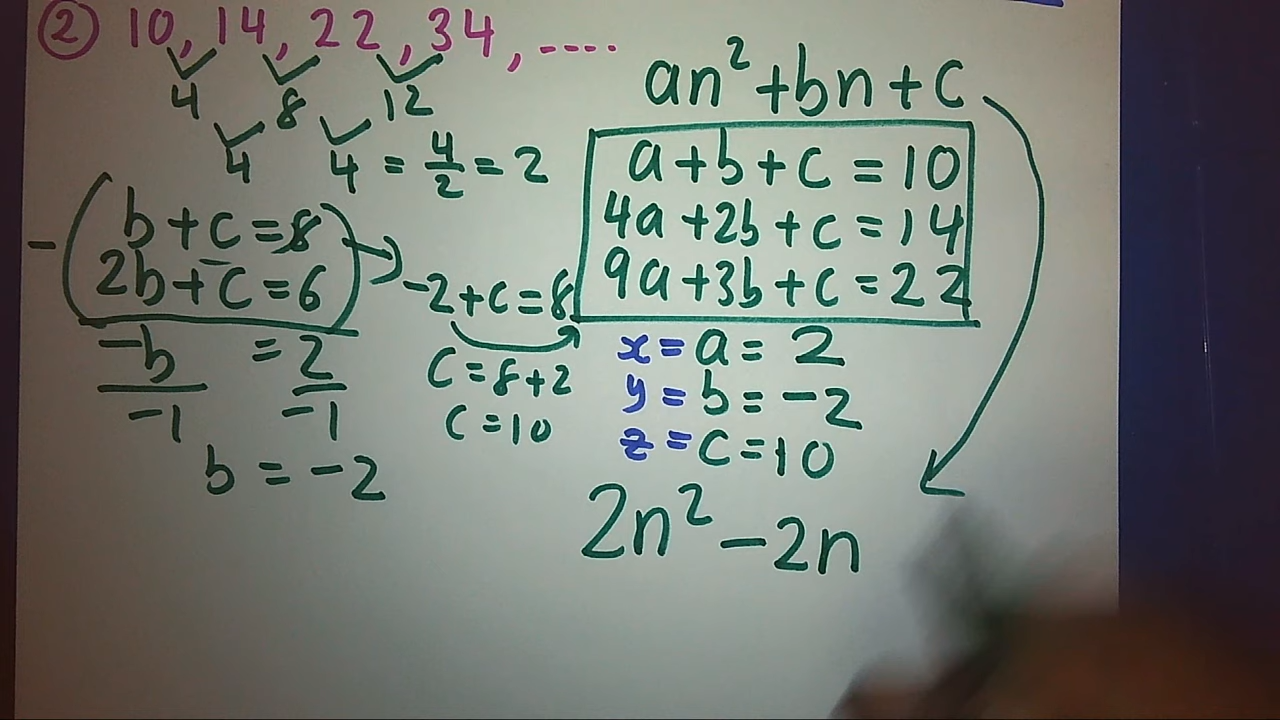 ② 10, 14, 22, 34, ....
4 8 12
4 4 = 4/2 = 2
an² + bn + c
a + b + c = 10
4a + 2b + c = 14
9a + 3b + c = 22
- ( b + c = 8
2b + c = 6 )
-b = 2
-1 -1
b = -2
-2 + c = 8
c = 8 + 2
c = 10
x = a = 2
y = b = -2
z = c = 10
2n² - 2n